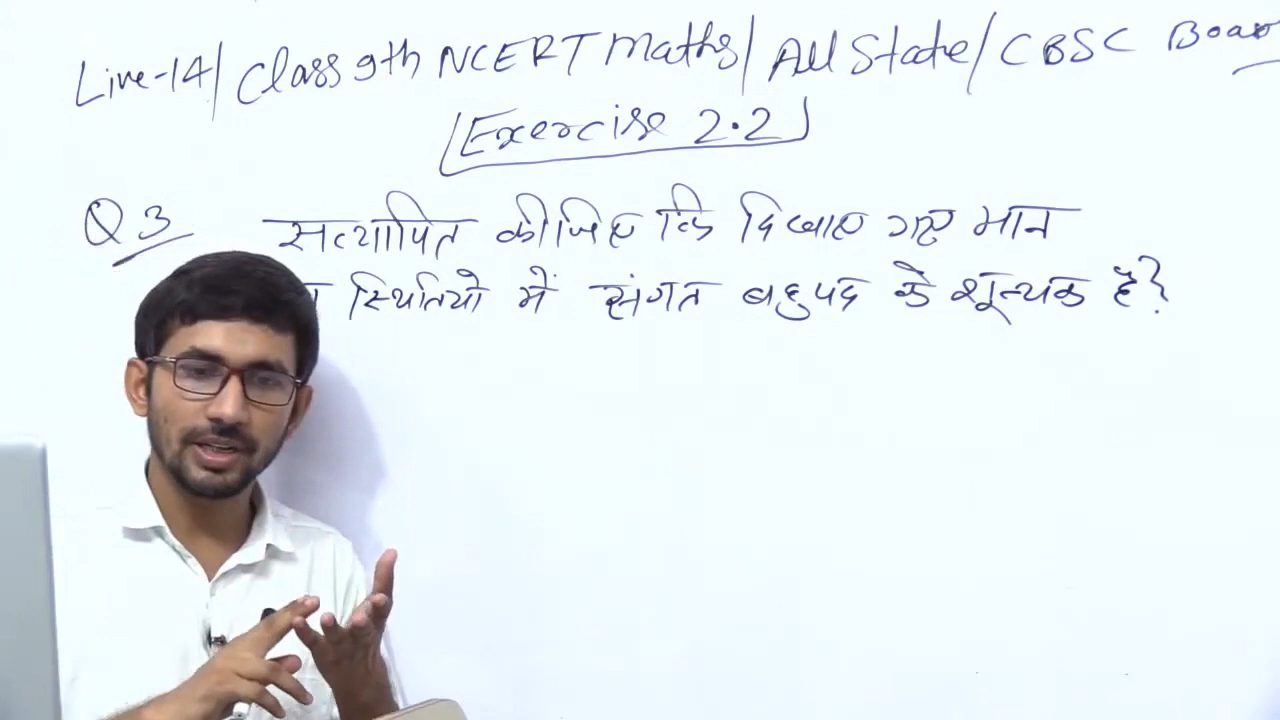 Live-14/ Class 9th NCERT Maths/ All State/ CBSC Board
Exercise 2.2
Q 3 सत्यापित कीजिए कि दिखाए गए मान
स्थितियो में संगत बहुपद के शून्यक है?